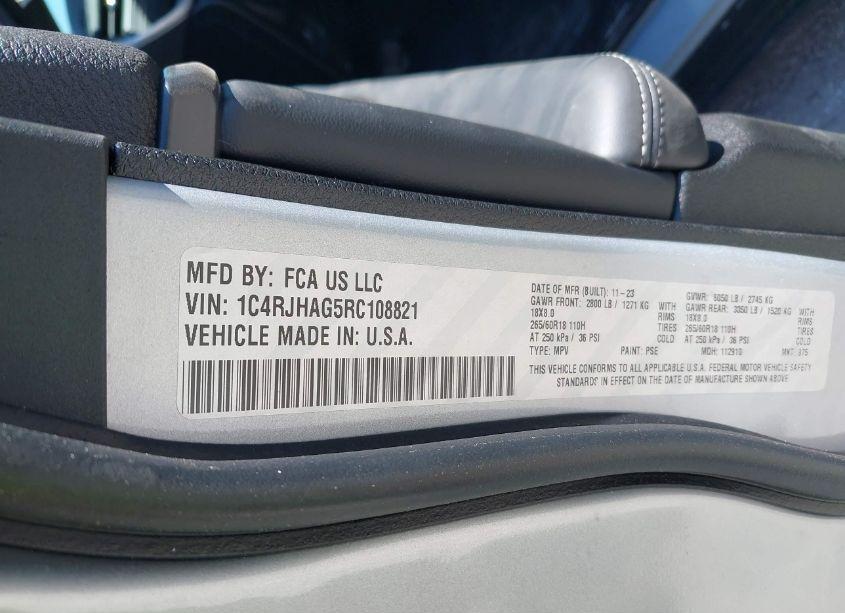 MFD BY: FCA US LLC
VIN: 1C4RJHAG5RC108821
VEHICLE MADE IN: U.S.A.
DATE OF MFR (BUILT): 11-23 GVWR: 6050 LB / 2745 KG
GAWR FRONT: 2800 LB / 1271 KG WITH GAWR REAR: 3350 LB / 1520 KG WITH
18X8.0 RIMS 18X8.0 RIMS
265/60R18 110H TIRES 265/60R18 110H TIRES
AT 250 kPa / 36 PSI COLD AT 250 kPa / 36 PSI COLD
TYPE: MPV PAINT: PSE MDH: 112910 MKT: 975
THIS VEHICLE CONFORMS TO ALL APPLICABLE U.S.A. FEDERAL MOTOR VEHICLE SAFETY
STANDARDS IN EFFECT ON THE DATE OF MANUFACTURE SHOWN ABOVE